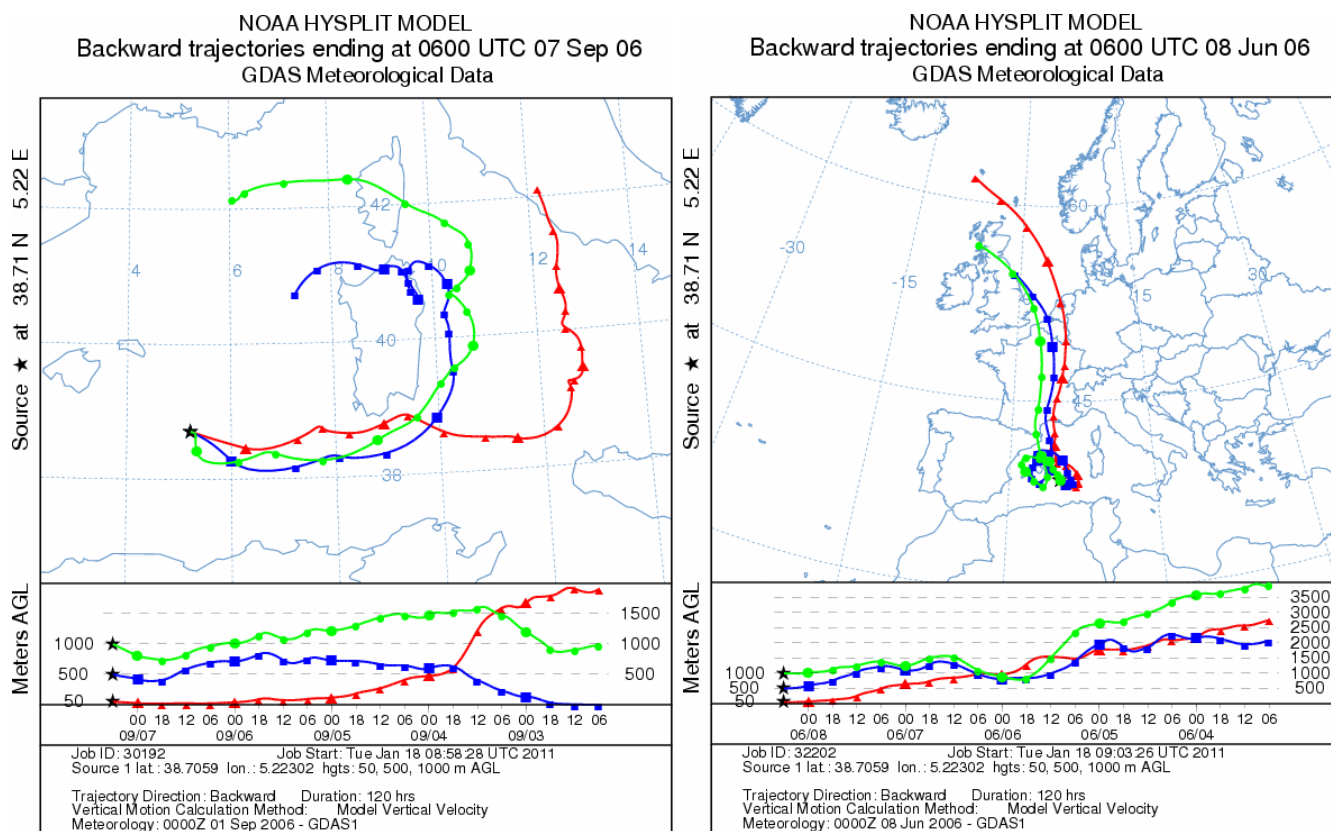 NOAA HYSPLIT MODEL
Backward trajectories ending at 0600 UTC 07 Sep 06
GDAS Meteorological Data
Source ★ at 38.71 N 5.22 E
4
6
8
10
12
14
42
40
38
Meters AGL
1500
1000
1000
500
500
50
00 18 12 06 00 18 12 06 00 18 12 06 00 18 12 06 00 18 12 06
09/07 09/06 09/05 09/04 09/03
Job ID: 30192 Job Start: Tue Jan 18 08:58:28 UTC 2011
Source 1 lat.: 38.7059 lon.: 5.22302 hgts: 50, 500, 1000 m AGL
Trajectory Direction: Backward Duration: 120 hrs
Vertical Motion Calculation Method: Model Vertical Velocity
Meteorology: 0000Z 01 Sep 2006 - GDAS1
NOAA HYSPLIT MODEL
Backward trajectories ending at 0600 UTC 08 Jun 06
GDAS Meteorological Data
Source ★ at 38.71 N 5.22 E
-30
-15
15
30
60
45
Meters AGL
3500
3000
2500
2000
1500
1000
1000
500
500
50
00 18 12 06 00 18 12 06 00 18 12 06 00 18 12 06 00 18 12 06
06/08 06/07 06/06 06/05 06/04
Job ID: 32202 Job Start: Tue Jan 18 09:03:26 UTC 2011
Source 1 lat.: 38.7059 lon.: 5.22302 hgts: 50, 500, 1000 m AGL
Trajectory Direction: Backward Duration: 120 hrs
Vertical Motion Calculation Method: Model Vertical Velocity
Meteorology: 0000Z 08 Jun 2006 - GDAS1